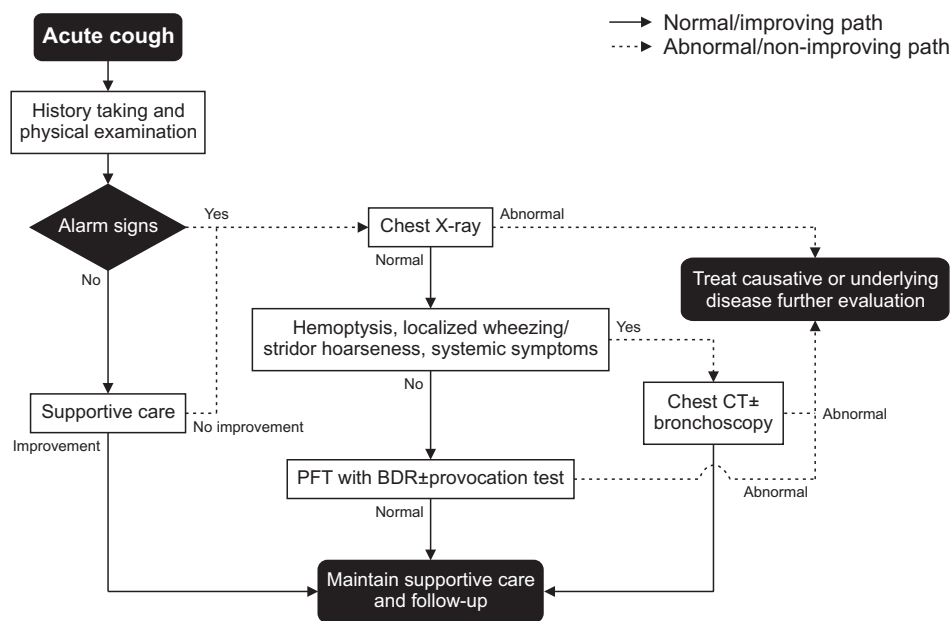 Acute cough
Normal/improving path
Abnormal/non-improving path
History taking and
physical examination
Alarm signs
Yes
No
Chest X-ray
Abnormal
Normal
Treat causative or underlying
disease further evaluation
Hemoptysis, localized wheezing/
stridor hoarseness, systemic symptoms
Yes
No
Supportive care
No improvement
Improvement
Chest CT±
bronchoscopy
Abnormal
PFT with BDR±provocation test
Abnormal
Normal
Maintain supportive care
and follow-up